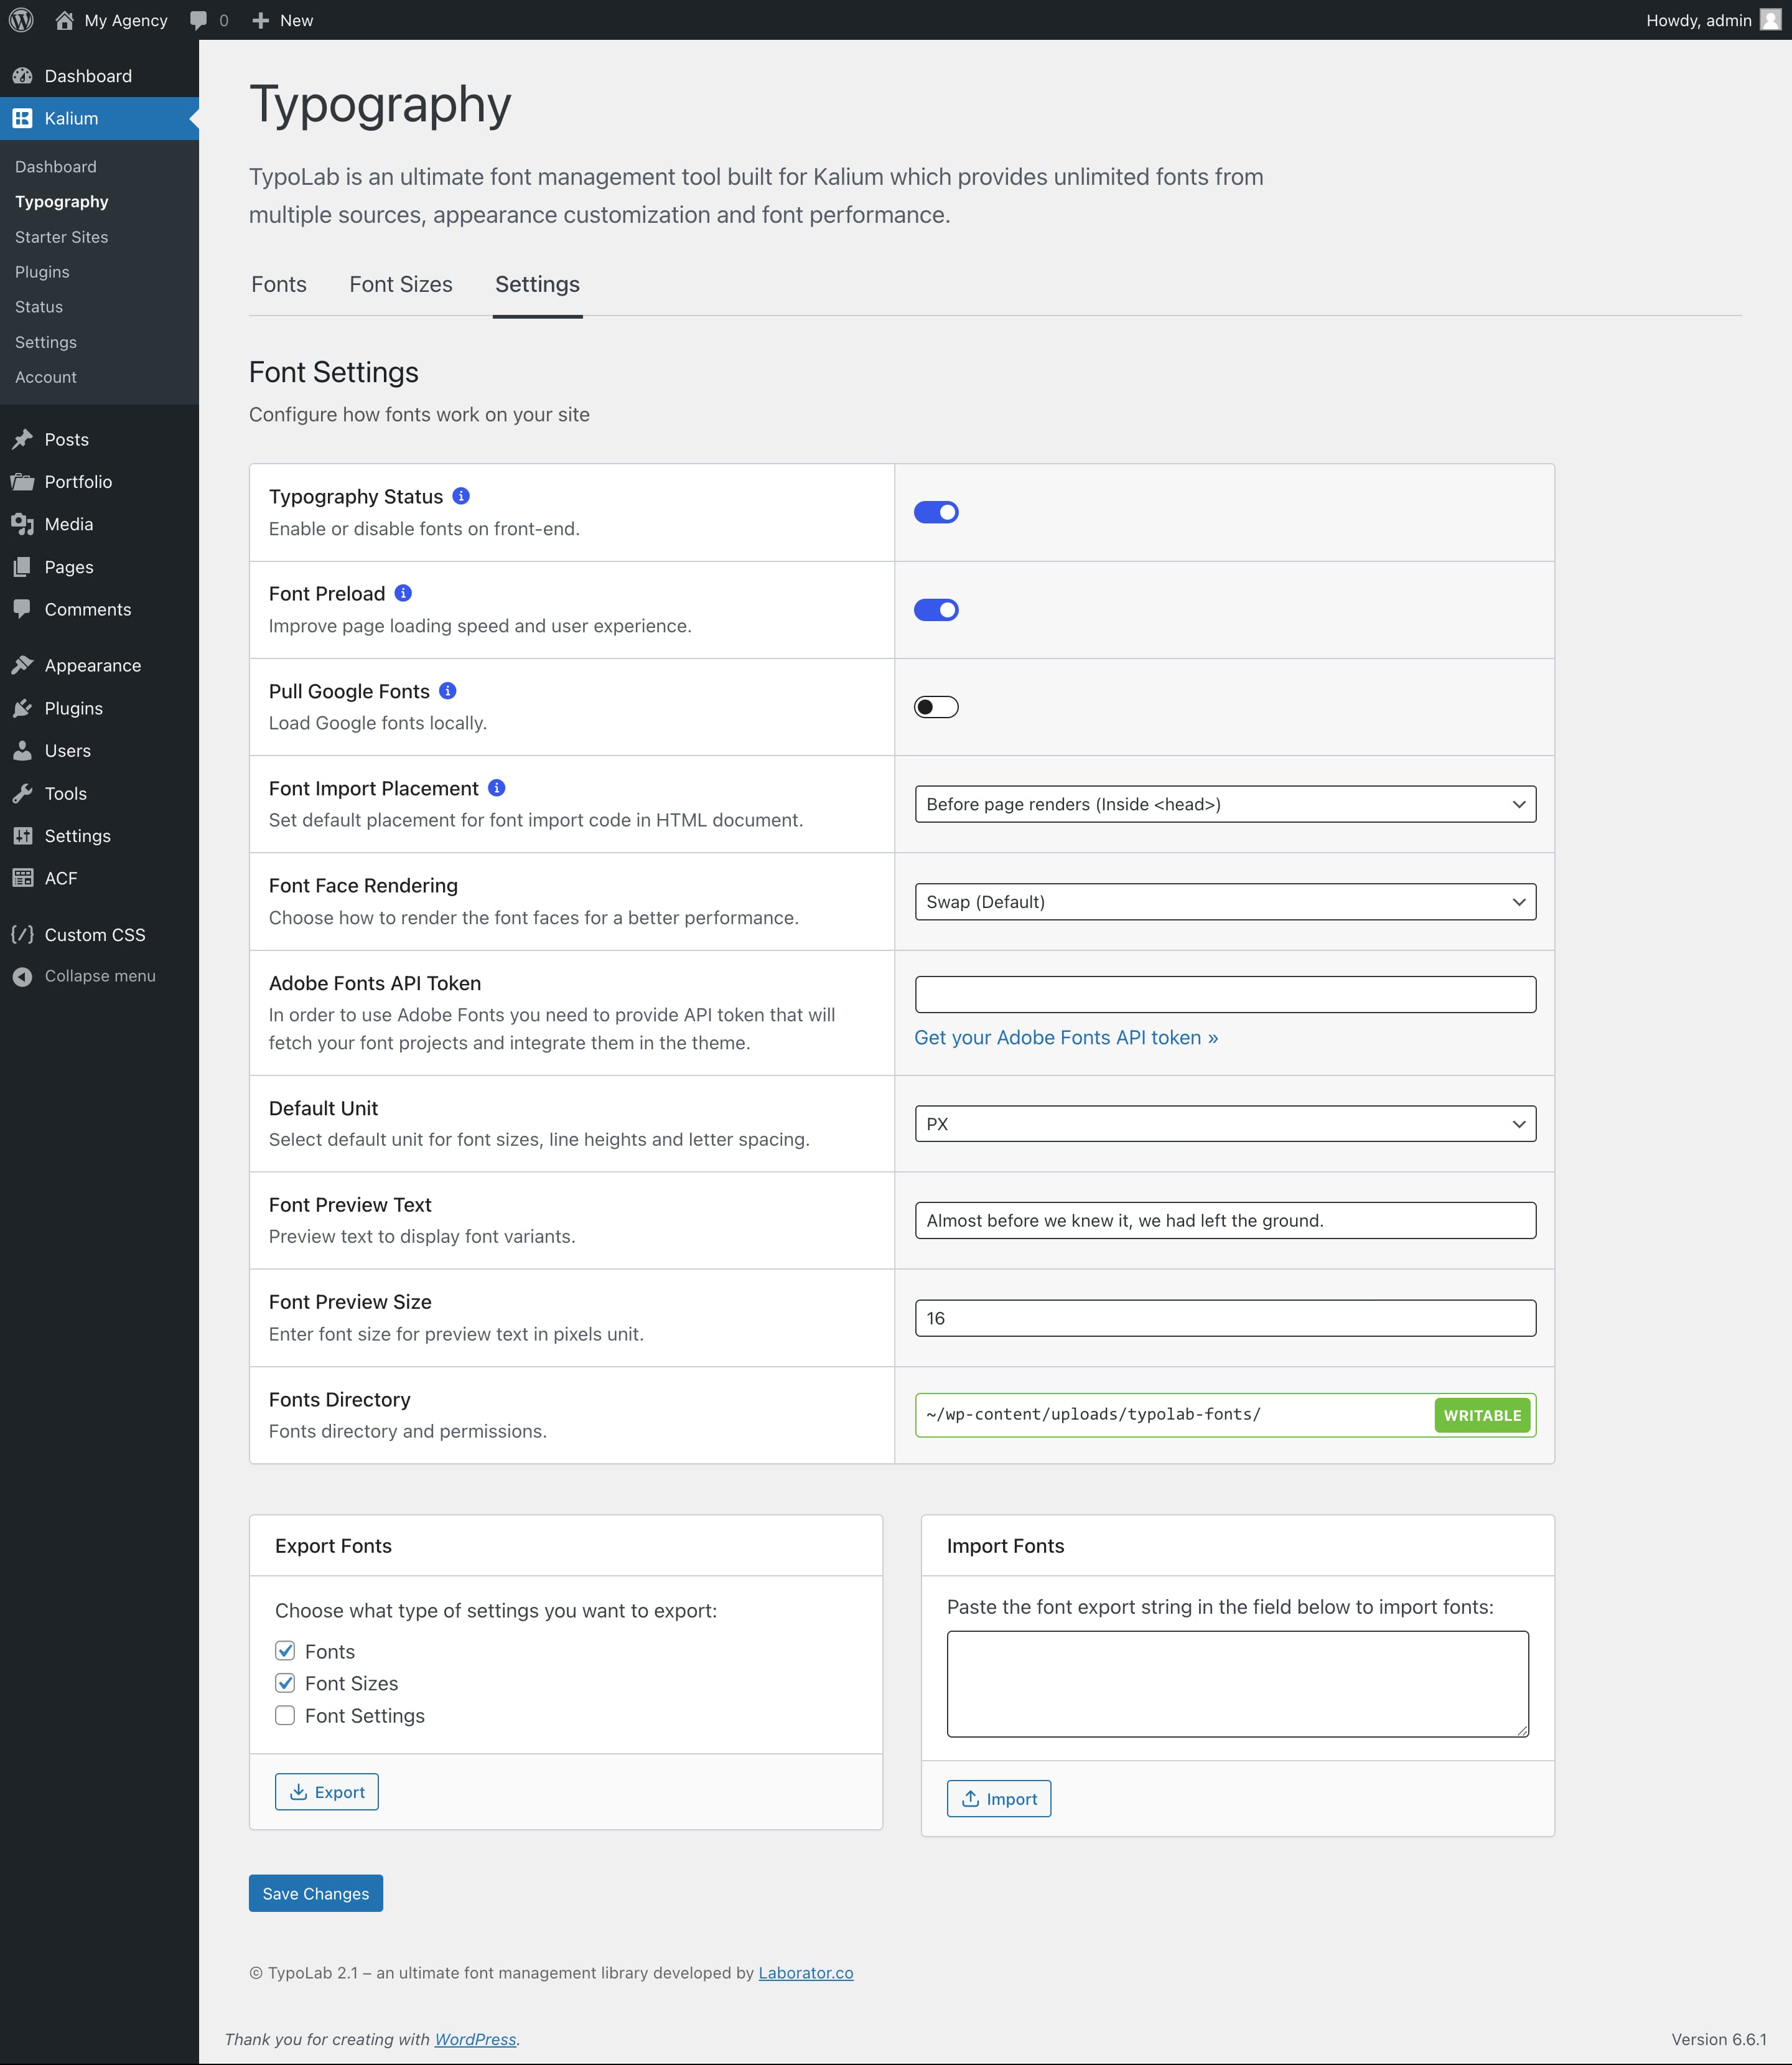 My Agency
0
New
Howdy, admin
Dashboard
Kalium
Dashboard
Typography
Starter Sites
Plugins
Status
Settings
Account
Posts
Portfolio
Media
Pages
Comments
Appearance
Plugins
Users
Tools
Settings
ACF
Custom CSS
Collapse menu
Typography
TypoLab is an ultimate font management tool built for Kalium which provides unlimited fonts from
multiple sources, appearance customization and font performance.
Fonts
Font Sizes
Settings
Font Settings
Configure how fonts work on your site
Typography Status
Enable or disable fonts on front-end.
Font Preload
Improve page loading speed and user experience.
Pull Google Fonts
Load Google fonts locally.
Font Import Placement
Set default placement for font import code in HTML document.
Before page renders (Inside <head>)
Font Face Rendering
Choose how to render the font faces for a better performance.
Swap (Default)
Adobe Fonts API Token
In order to use Adobe Fonts you need to provide API token that will
fetch your font projects and integrate them in the theme.
Get your Adobe Fonts API token »
Default Unit
Select default unit for font sizes, line heights and letter spacing.
PX
Font Preview Text
Preview text to display font variants.
Almost before we knew it, we had left the ground.
Font Preview Size
Enter font size for preview text in pixels unit.
16
Fonts Directory
Fonts directory and permissions.
~/wp-content/uploads/typolab-fonts/
WRITABLE
Export Fonts
Choose what type of settings you want to export:
Fonts
Font Sizes
Font Settings
Export
Import Fonts
Paste the font export string in the field below to import fonts:
Import
Save Changes
© TypoLab 2.1 – an ultimate font management library developed by Laborator.co
Thank you for creating with WordPress.
Version 6.6.1